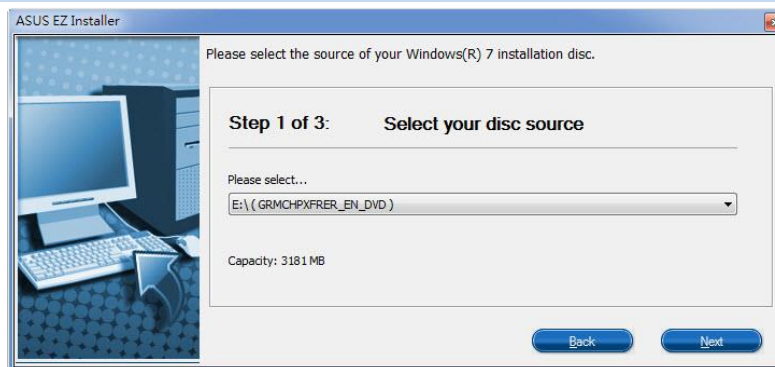 ASUS EZ Installer
Please select the source of your Windows(R) 7 installation disc.
Step 1 of 3: Select your disc source
Please select...
E:\ ( GRMCHPXFRER_EN_DVD )
Capacity: 3181 MB
Back Next